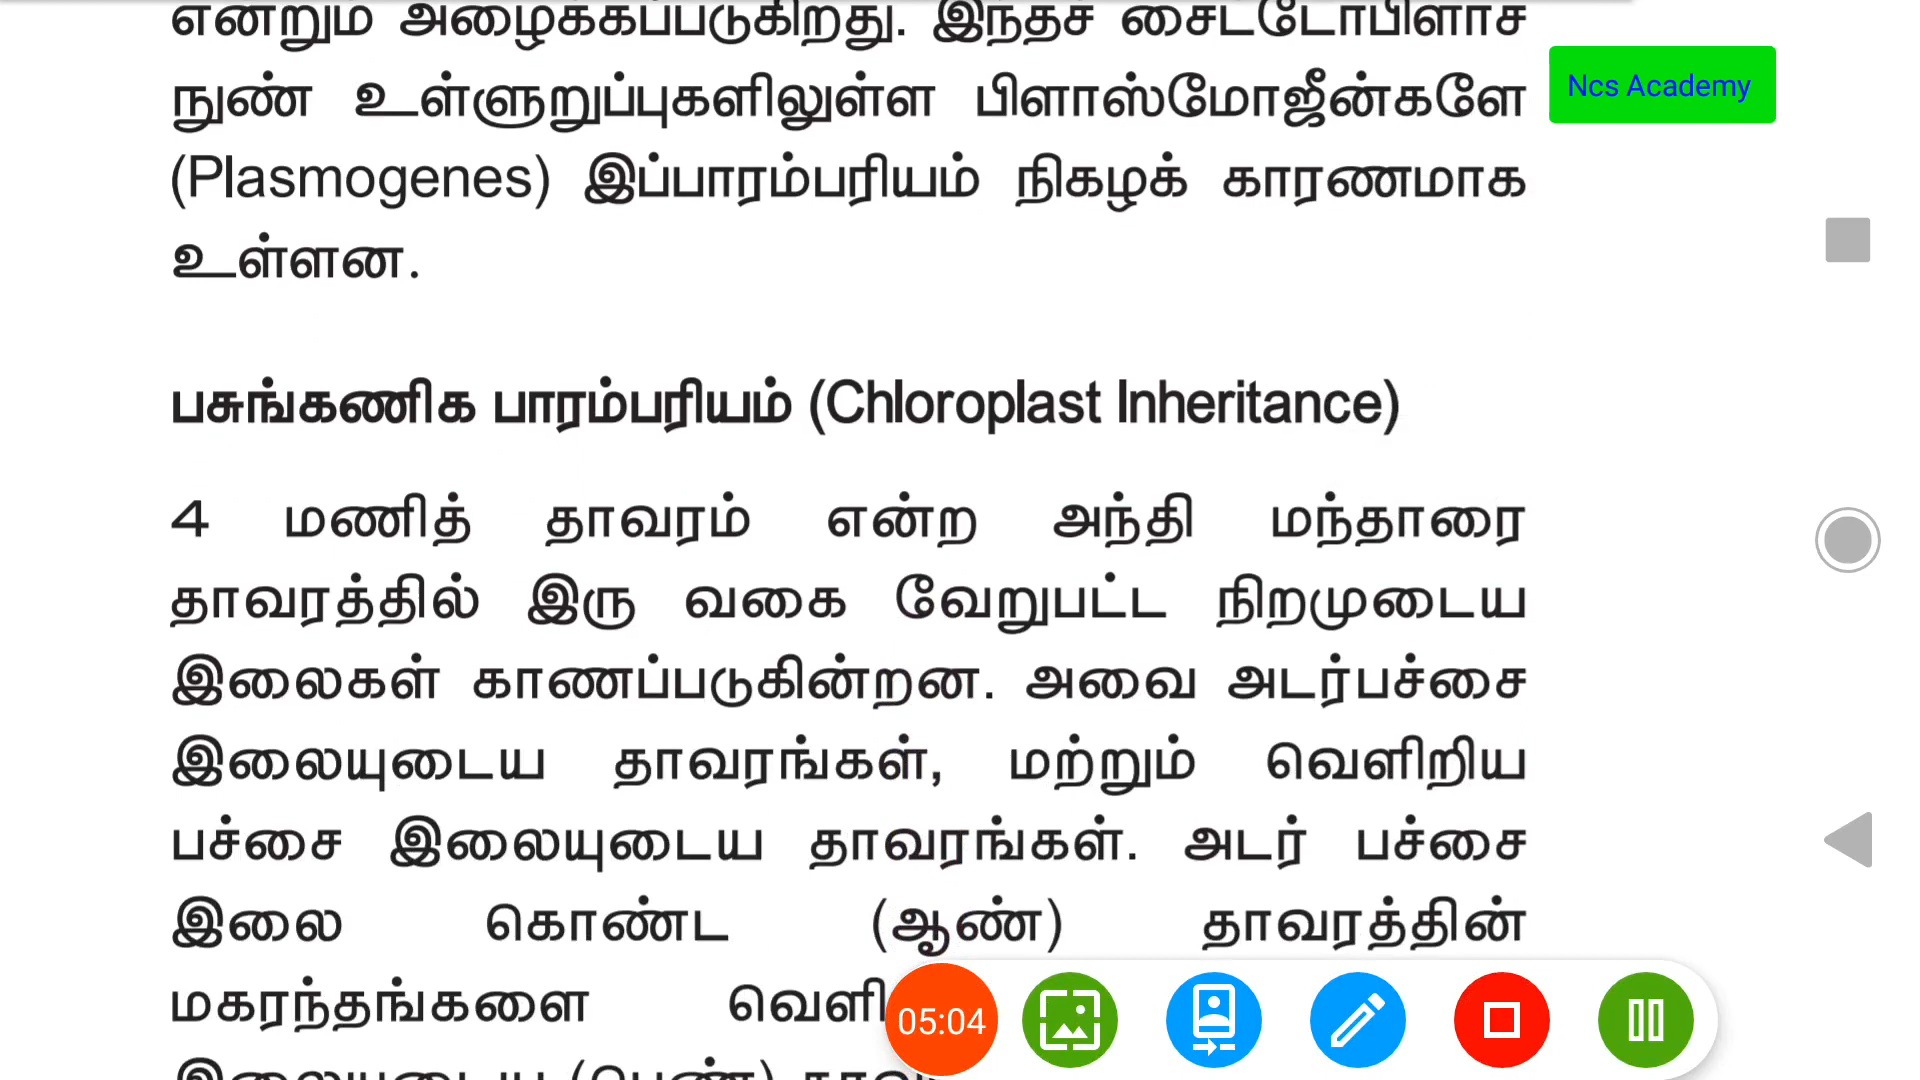 என்றும் அழைக்கப்படுகிறது. இந்தச் சைட்டோபிளாச
நுண் உள்ளுறுப்புகளிலுள்ள பிளாஸ்மோஜீன்களே
(Plasmogenes) இப்பாரம்பரியம் நிகழக் காரணமாக
உள்ளன.
Ncs Academy
பசுங்கணிக பாரம்பரியம் (Chloroplast Inheritance)
4 மணித் தாவரம் என்ற அந்தி மந்தாரை
தாவரத்தில் இரு வகை வேறுபட்ட நிறமுடைய
இலைகள் காணப்படுகின்றன. அவை அடர்பச்சை
இலையுடைய தாவரங்கள், மற்றும் வெளிறிய
பச்சை இலையுடைய தாவரங்கள். அடர் பச்சை
இலை கொண்ட (ஆண்) தாவரத்தின்
மகரந்தங்களை வெளி
இலையுடைய (பெண்)
05:04